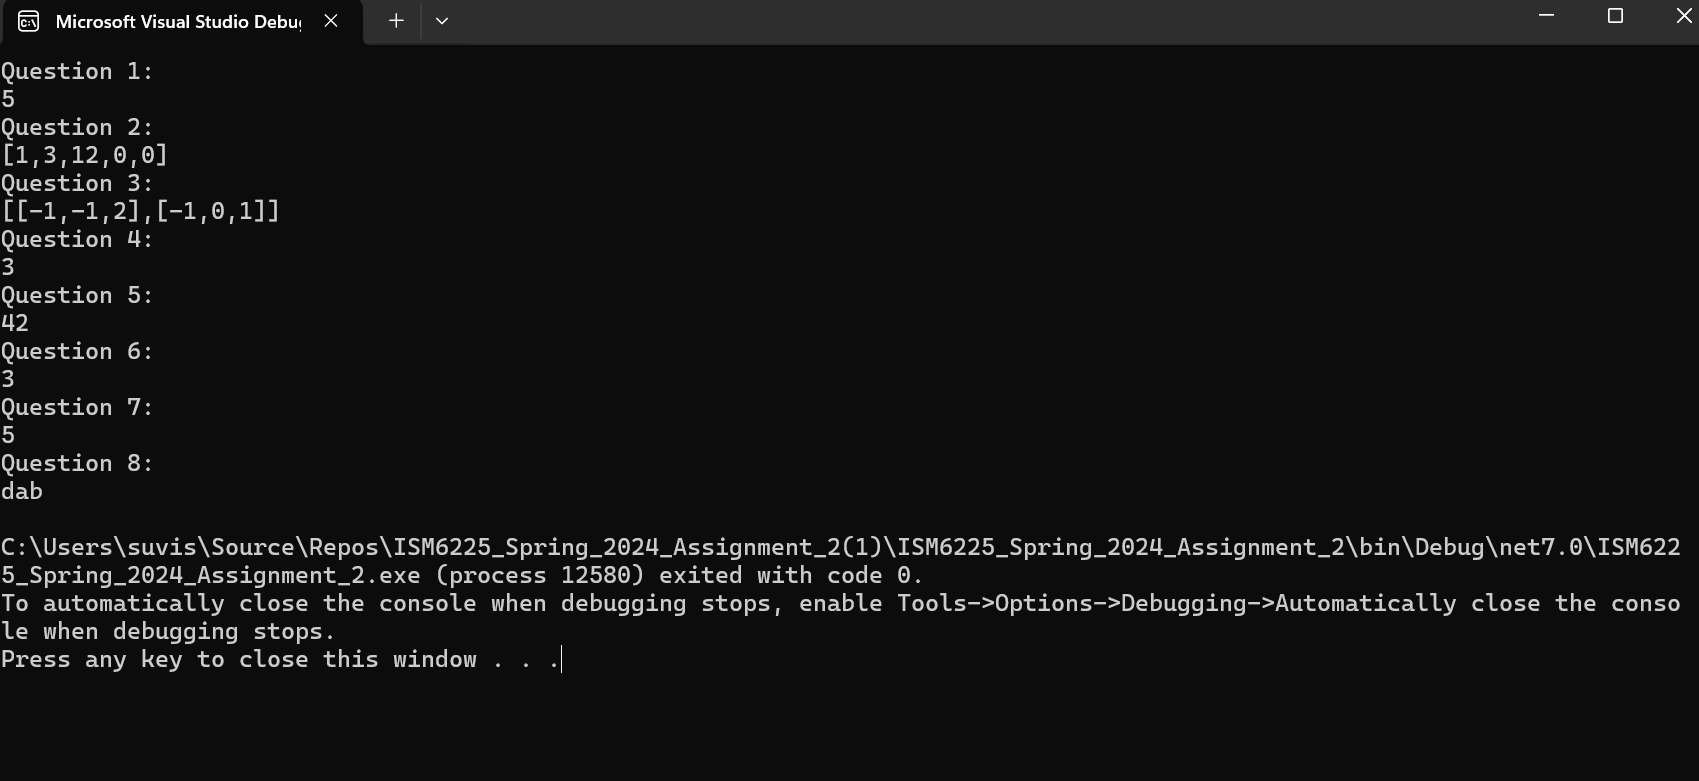 Microsoft Visual Studio Debu
Question 1:
5
Question 2:
[1,3,12,0,0]
Question 3:
[[-1,-1,2],[-1,0,1]]
Question 4:
3
Question 5:
42
Question 6:
3
Question 7:
5
Question 8:
dab
C:\Users\suvis\Source\Repos\ISM6225_Spring_2024_Assignment_2(1)\ISM6225_Spring_2024_Assignment_2\bin\Debug\net7.0\ISM622
5_Spring_2024_Assignment_2.exe (process 12580) exited with code 0.
To automatically close the console when debugging stops, enable Tools->Options->Debugging->Automatically close the conso
le when debugging stops.
Press any key to close this window . . .